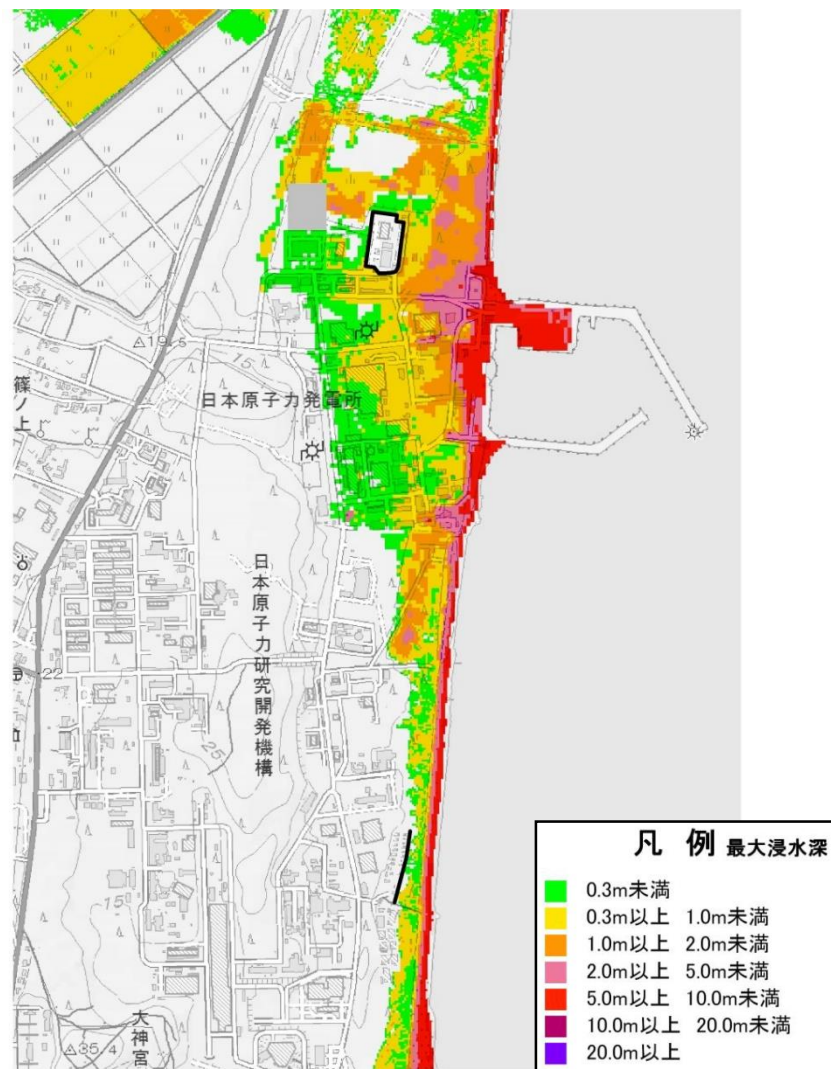 19.5
15
日本原子力発電所
篠ノ上
日本原子力研究開発機構
22
25
15
大神宮
35.4
凡 例 最大浸水深
0.3m未満
0.3m以上 1.0m未満
1.0m以上 2.0m未満
2.0m以上 5.0m未満
5.0m以上 10.0m未満
10.0m以上 20.0m未満
20.0m以上